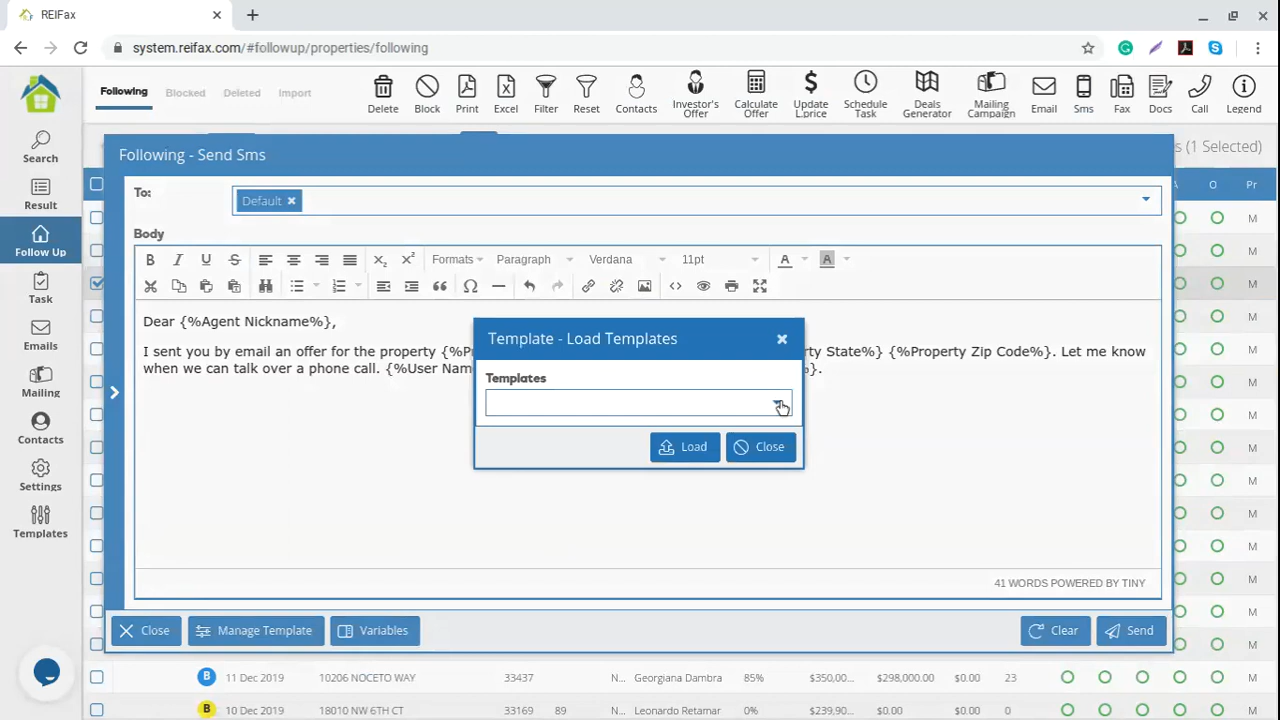 REIFax
system.reifax.com/#followup/properties/following
Following Blocked Deleted Import
Delete Block Print Excel Filter Reset Contacts Investor's Offer Calculate Offer Update L.price Schedule Task Deals Generator Mailing Campaign Email Sms Fax Docs Call Legend
Search
Result
Follow Up
Task
Emails
Mailing
Contacts
Settings
Templates
(1 Selected)
O Pr
M
M
M
M
M
M
M
M
M
M
M
M
M
M
Following - Send Sms
To:
Default
Body
B I U S X₂ X² Formats Paragraph Verdana 11pt A A
Dear {%Agent Nickname%},
I sent you by email an offer for the property State%} {%Property Zip Code%}. Let me know
when we can talk over a phone call. {%User
Template - Load Templates
Templates
Load Close
41 WORDS POWERED BY TINY
Close Manage Template Variables Clear Send
B 11 Dec 2019 10206 NOCETO WAY 33437 N... Georgiana Dambra 85% $350,00... $298,000.00 $0.00 23 M
B 10 Dec 2019 18010 NW 6TH CT 33169 89 N... Leonardo Retamar 0% $239,90... $0.00 $0.00 0 M